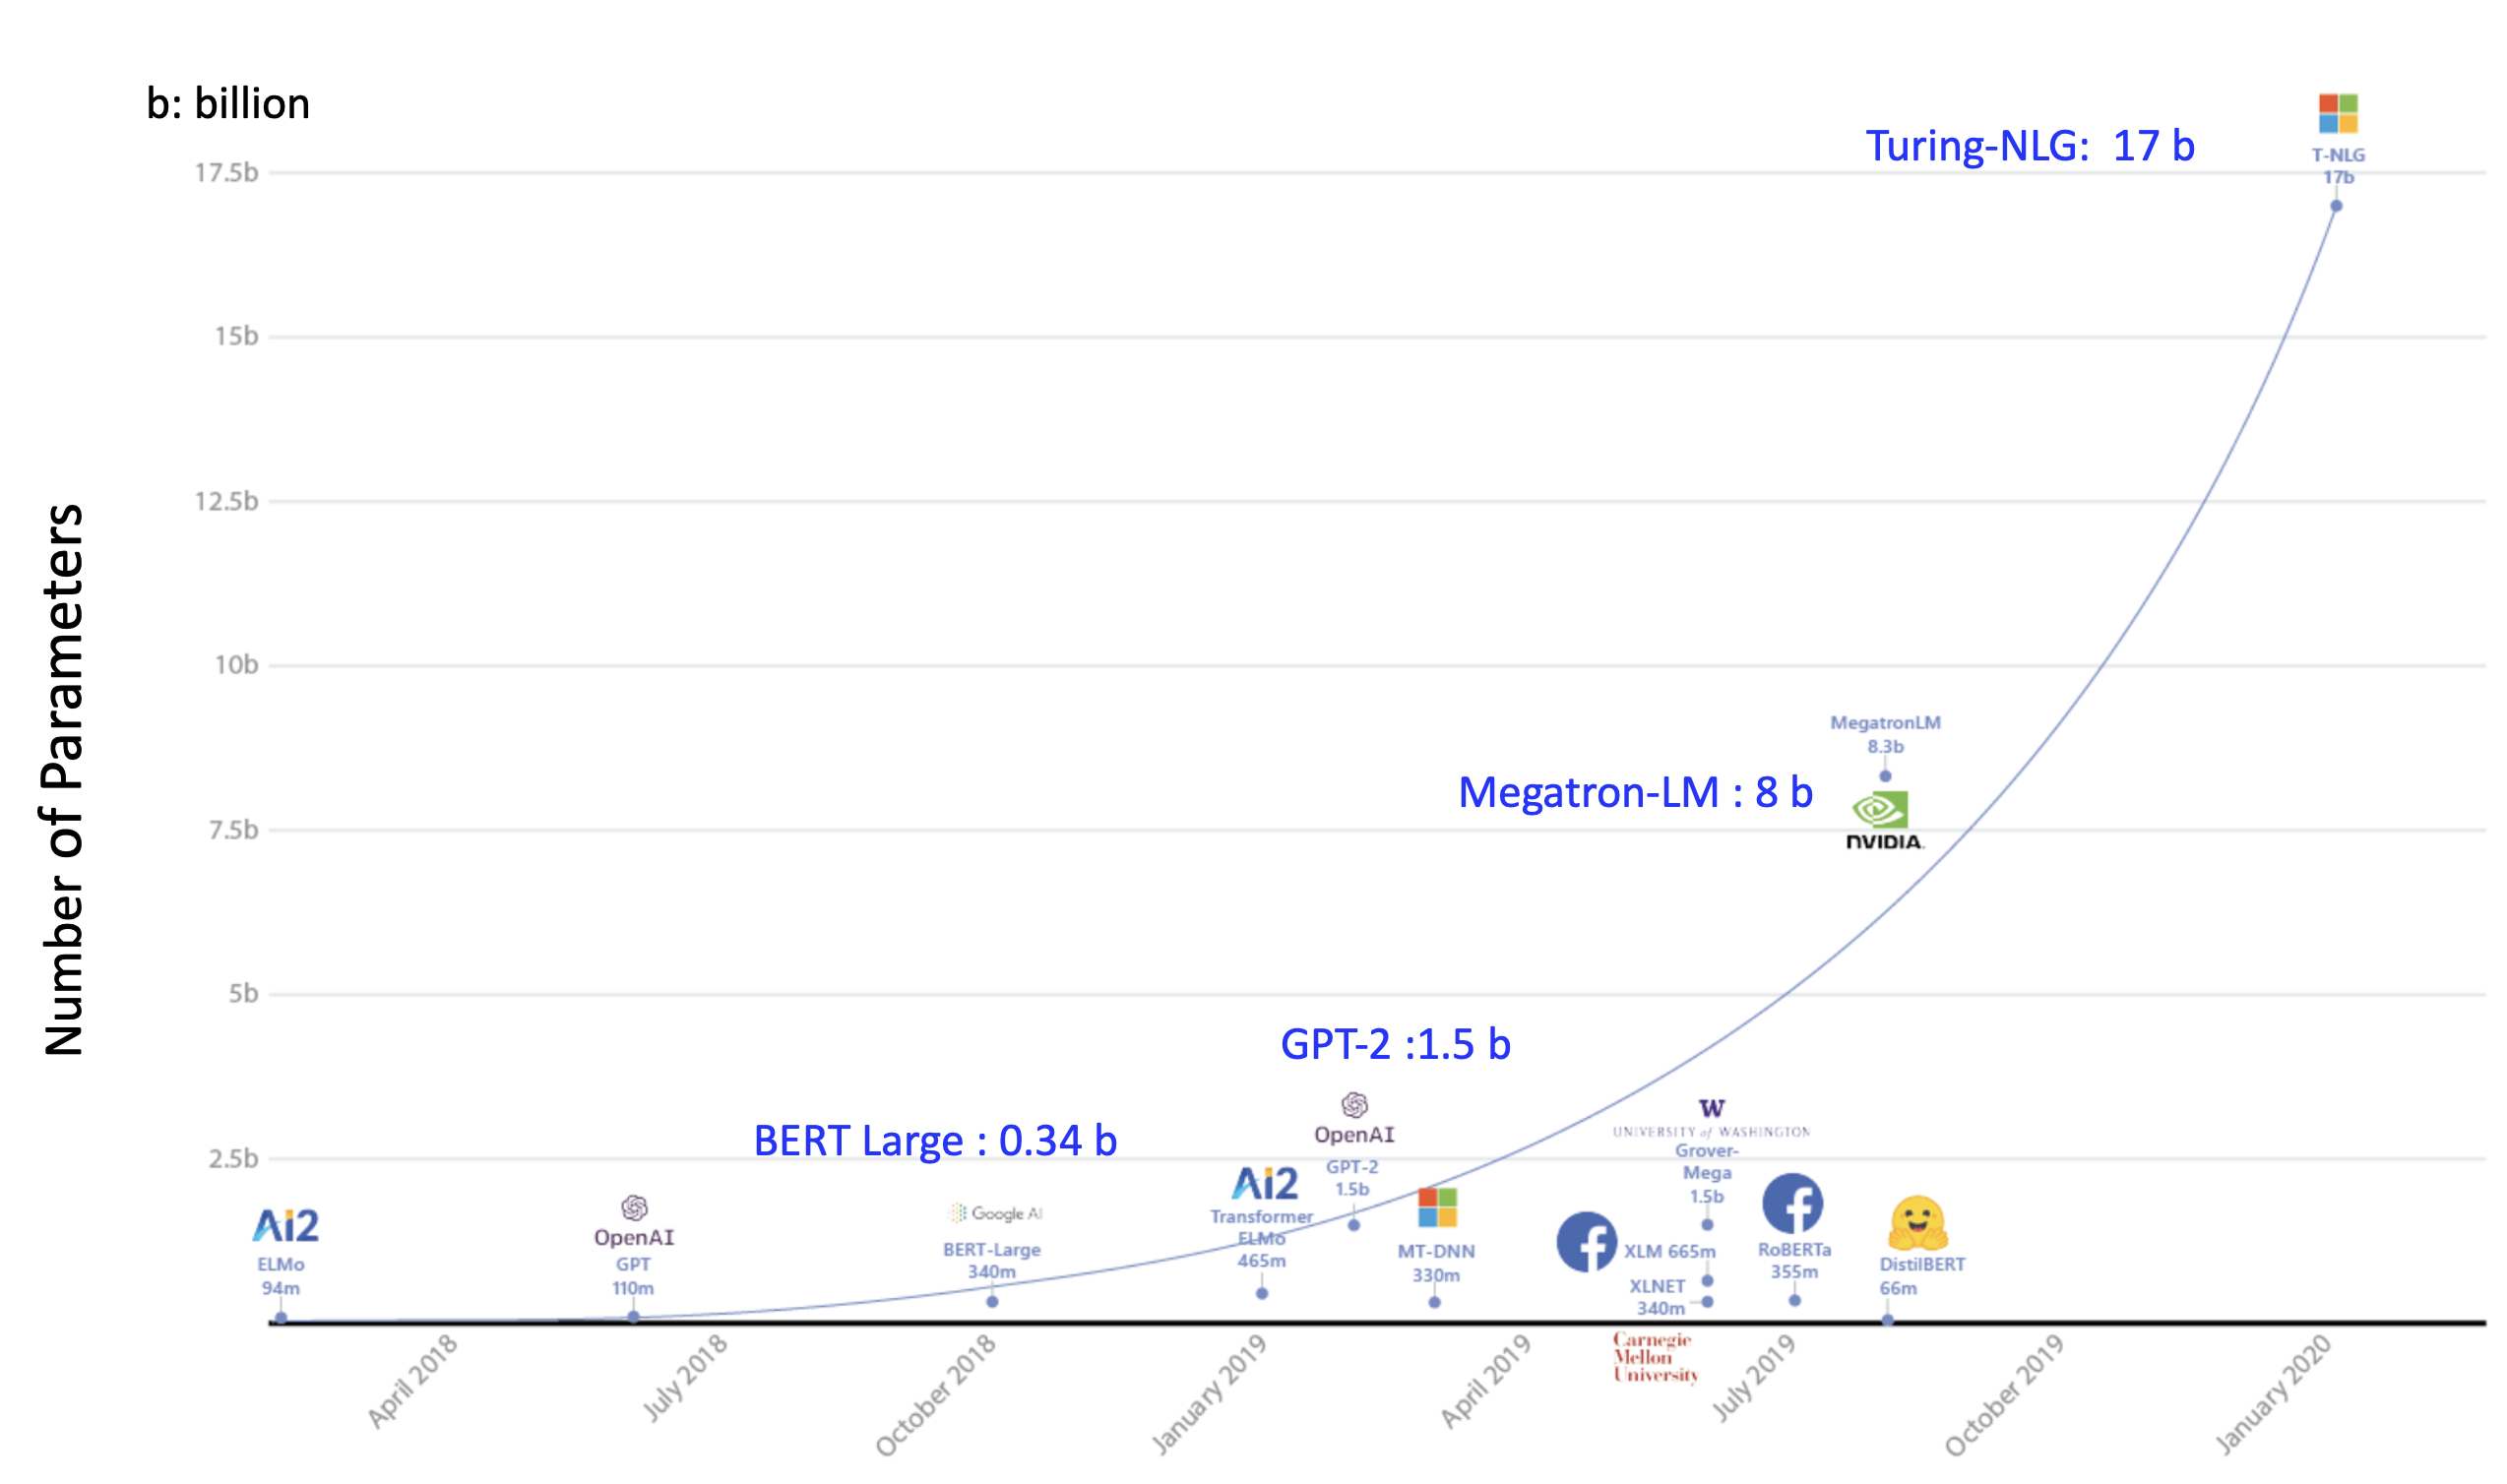 b: billion
Turing-NLG: 17 b
T-NLG
17b
17.5b
15b
12.5b
10b
7.5b
5b
2.5b
Number of Parameters
MegatronLM
8.3b
Megatron-LM : 8 b
NVIDIA.
GPT-2 :1.5 b
BERT Large : 0.34 b
Ai2
ELMo
94m
OpenAI
GPT
110m
Google AI
BERT-Large
340m
Ai2
Transformer
ELMo
465m
OpenAI
GPT-2
1.5b
MT-DNN
330m
W
UNIVERSITY of WASHINGTON
Grover-
Mega
1.5b
f
XLM 665m
XLNET
340m
Carnegie
Mellon
University
f
RoBERTa
355m
DistilBERT
66m
April 2018
July 2018
October 2018
January 2019
April 2019
July 2019
October 2019
January 2020